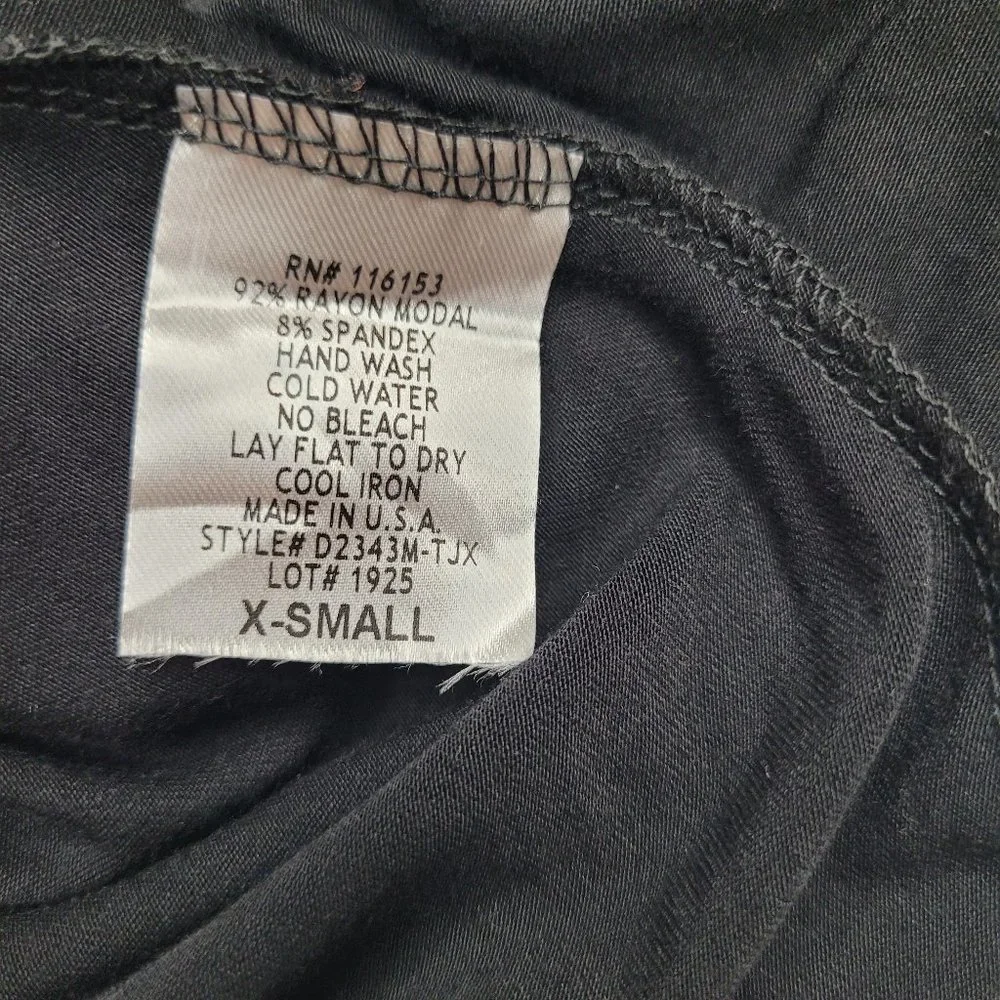 RN# 116153
92% RAYON MODAL
8% SPANDEX
HAND WASH
COLD WATER
NO BLEACH
LAY FLAT TO DRY
COOL IRON
MADE IN U.S.A.
STYLE# D2343M-TJX
LOT# 1925
X-SMALL